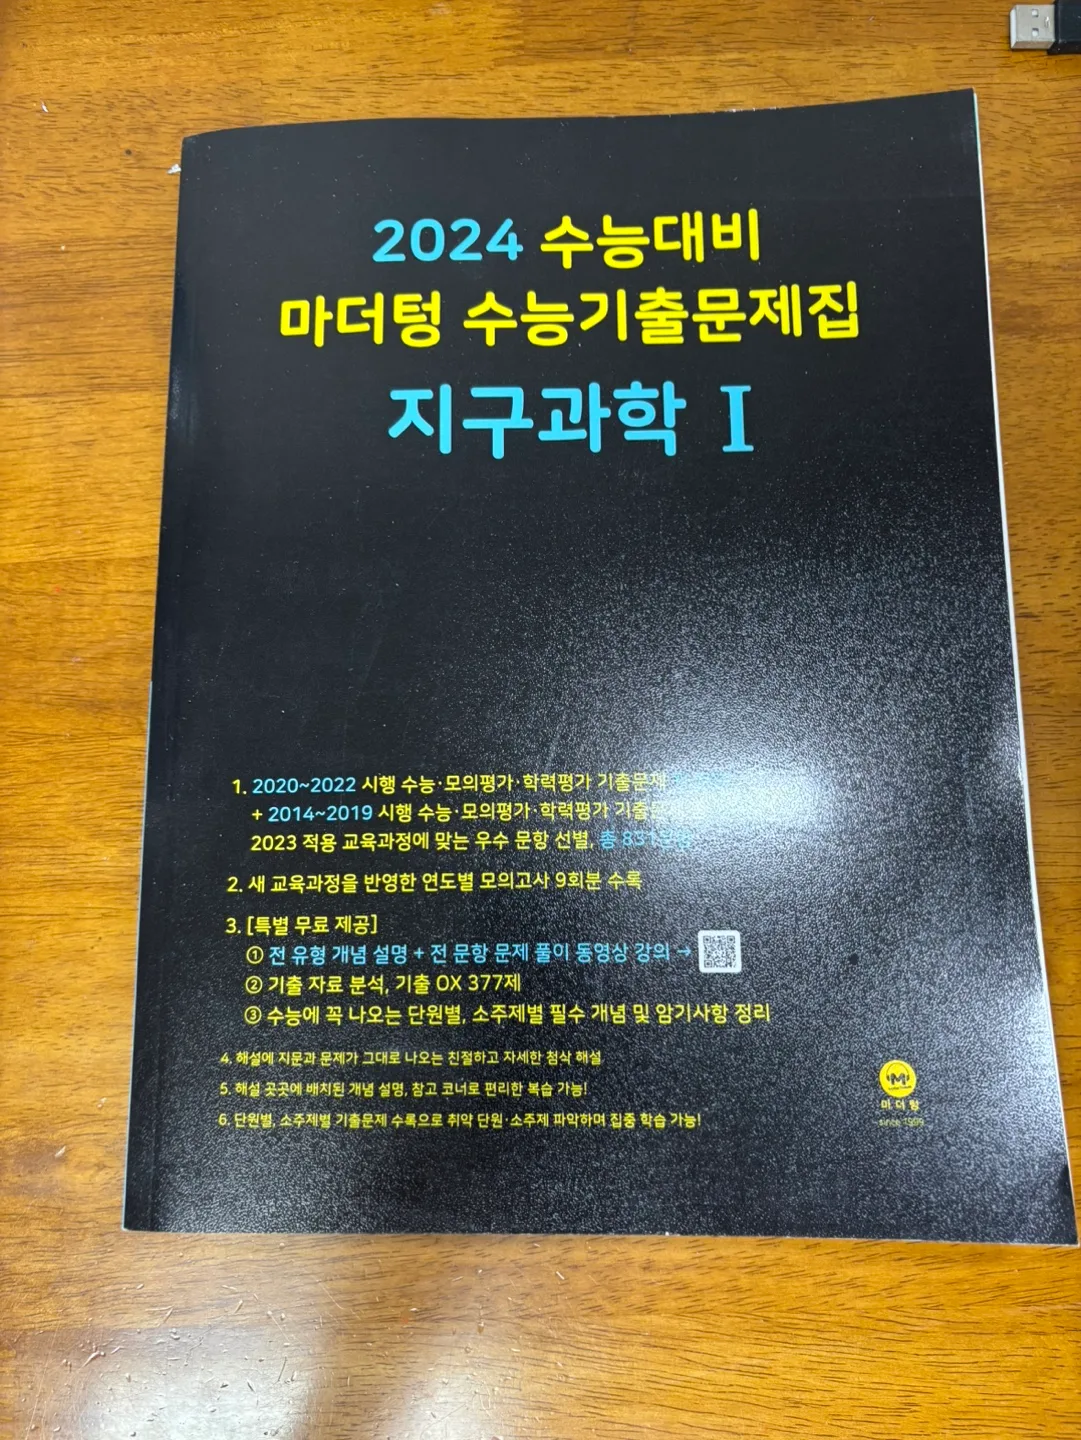 2024 수능대비
마더텅 수능기출문제집
지구과학 I
1. 2020~2022 시행 수능·모의평가·학력평가 기출문제
+ 2014~2019 시행 수능·모의평가·학력평가 기출문
2023 적용 교육과정에 맞는 우수 문항 선별, 총
2. 새 교육과정을 반영한 연도별 모의고사 9회분 수록
3. [특별 무료 제공]
① 전 유형 개념 설명 + 전 문항 문제 풀이 동영상 강의 →
② 기출 자료 분석, 기출 OX 377제
③ 수능에 꼭 나오는 단원별, 소주제별 필수 개념 및 암기사항 정리
4. 해설에 지문과 문제가 그대로 나오는 친절하고 자세한 첨삭 해설
5. 해설 곳곳에 배치된 개념 설명, 참고 코너로 편리한 복습 가능!
6. 단원별, 소주제별 기출문제 수록으로 취약 단원·소주제 파악하며 집중 학습 가능!
M
마더텅
since 1999